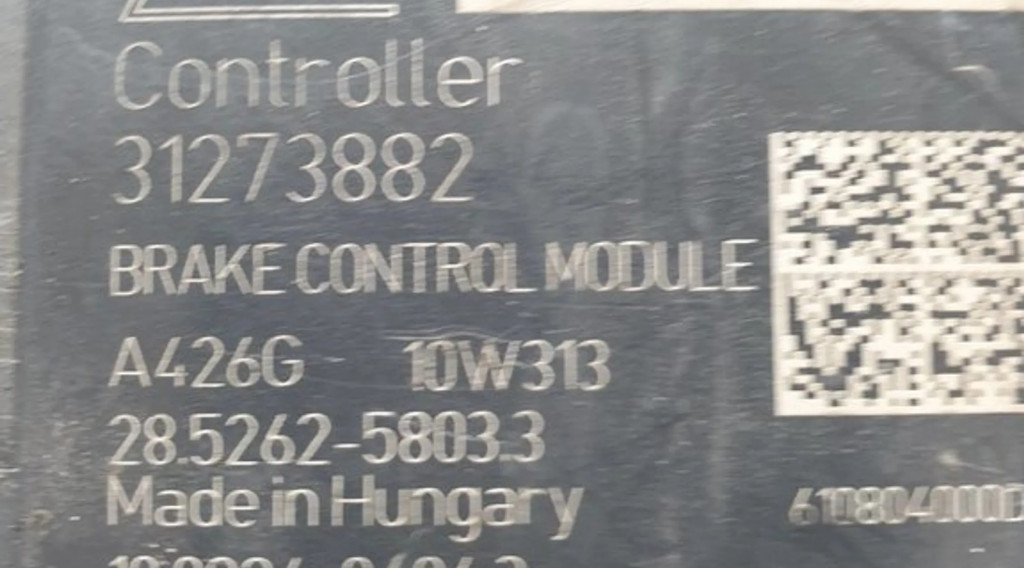 Controller
31273882
BRAKE CONTROL MODULE
A426G 10W313
28.5262-5803.3
Made in Hungary